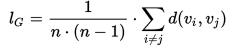 l_G = \frac{1}{n \cdot (n-1)} \cdot \sum_{i \neq j} d(v_i, v_j)